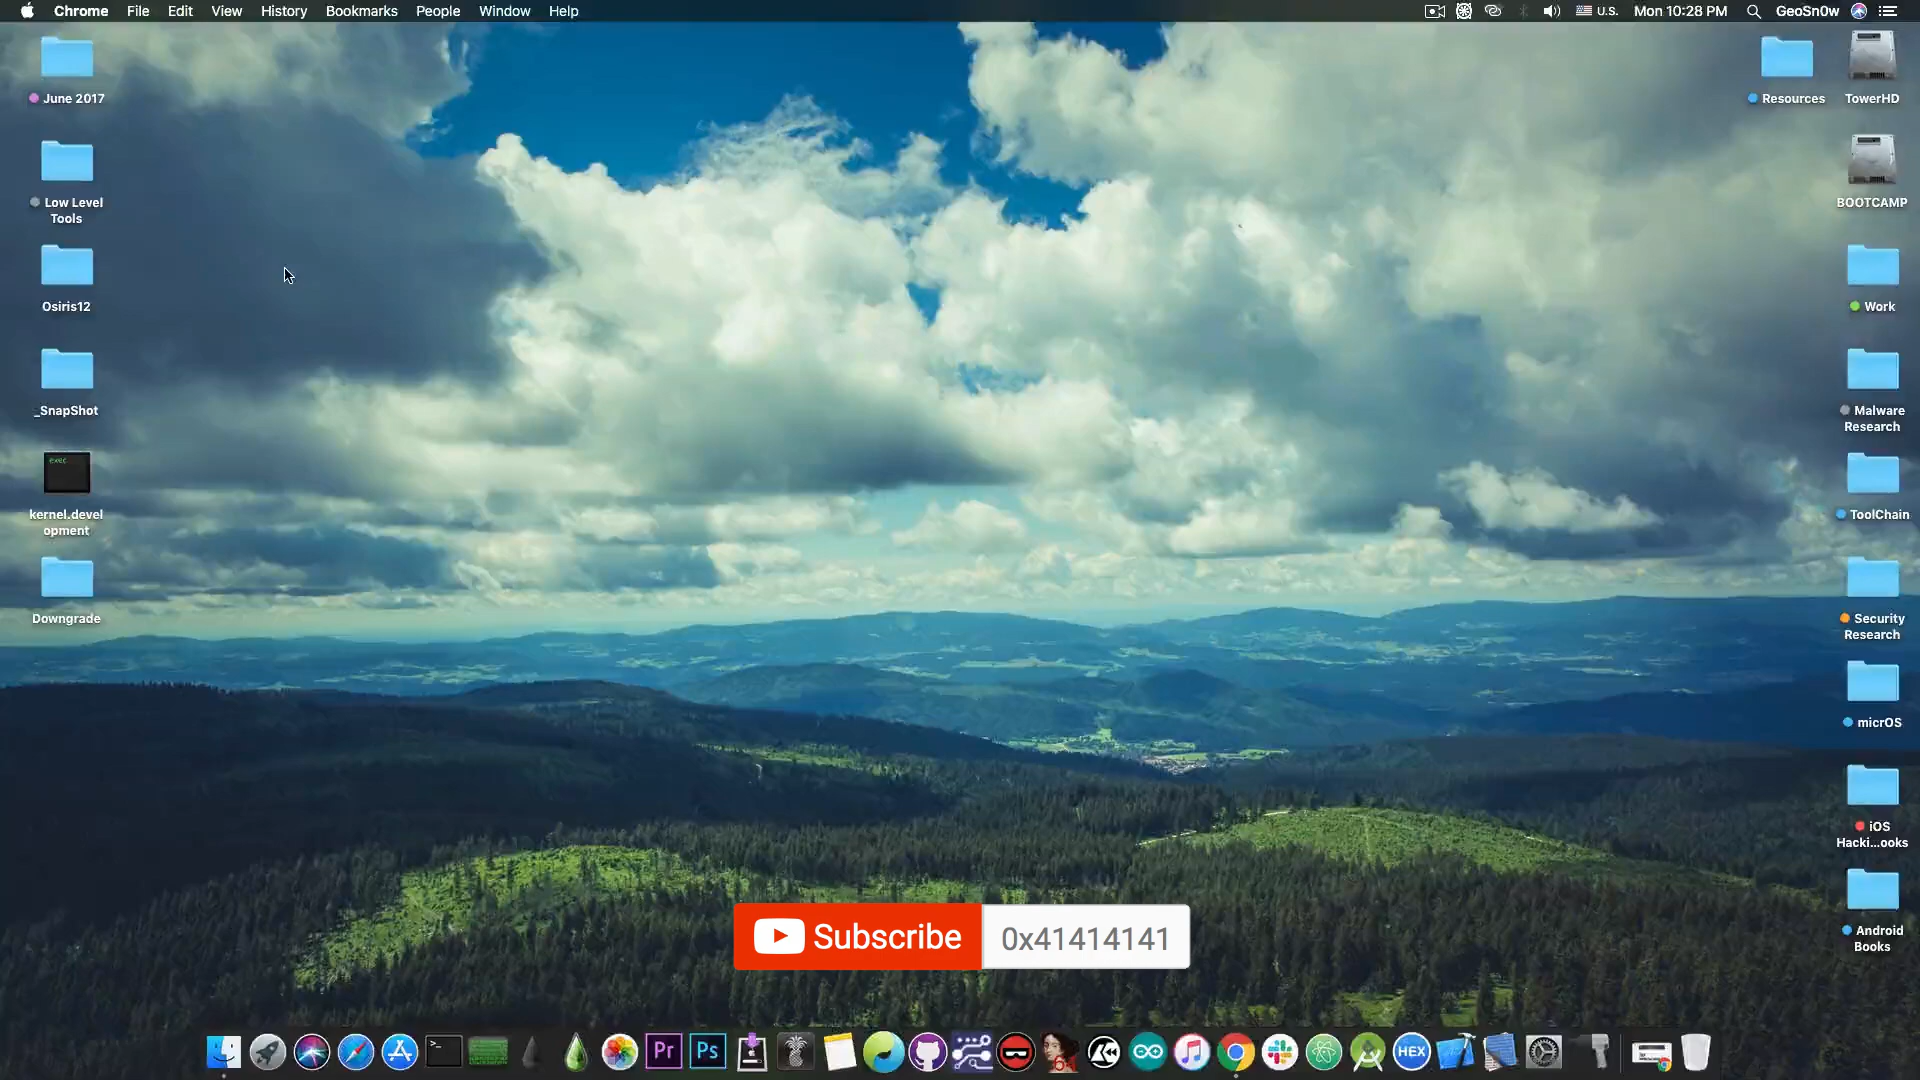 Chrome File Edit View History Bookmarks People Window Help
U.S. Mon 10:28 PM GeoSn0w
June 2017
Low Level
Tools
Osiris12
_SnapShot
exec
kernel.devel
opment
Downgrade
Resources
TowerHD
BOOTCAMP
Work
Malware
Research
ToolChain
Security
Research
micrOS
iOS
Hacki...ooks
Android
Books
Subscribe
0x41414141
Pr
Ps
HEX